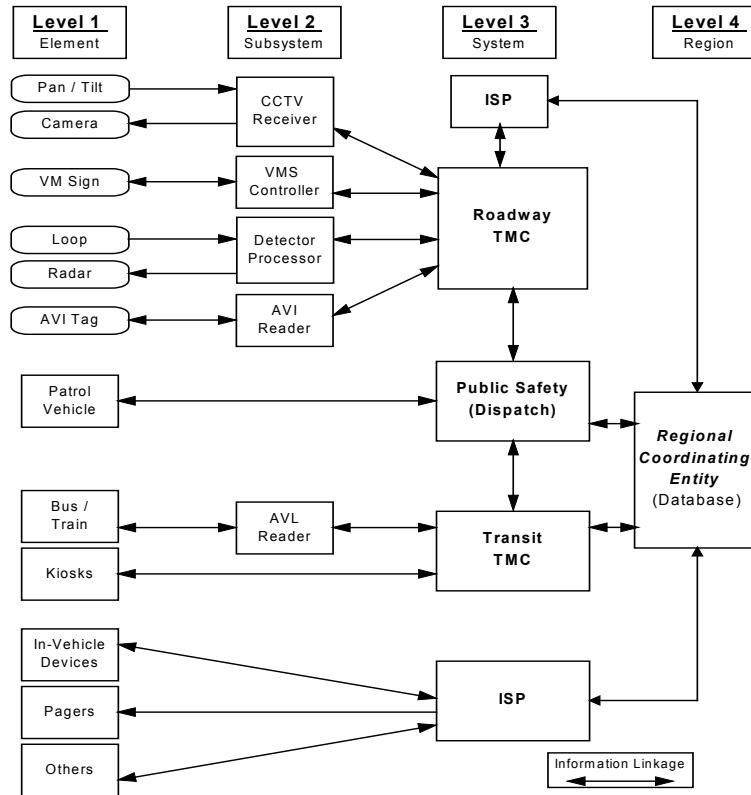 Level 1
Element
Level 2
Subsystem
Level 3
System
Level 4
Region
Pan / Tilt
Camera
CCTV
Receiver
ISP
VM Sign
VMS
Controller
Roadway
TMC
Loop
Radar
Detector
Processor
AVI Tag
AVI
Reader
Patrol
Vehicle
Public Safety
(Dispatch)
Regional
Coordinating
Entity
(Database)
Bus /
Train
AVL
Reader
Transit
TMC
Kiosks
In-Vehicle
Devices
Pagers
Others
ISP
Information Linkage